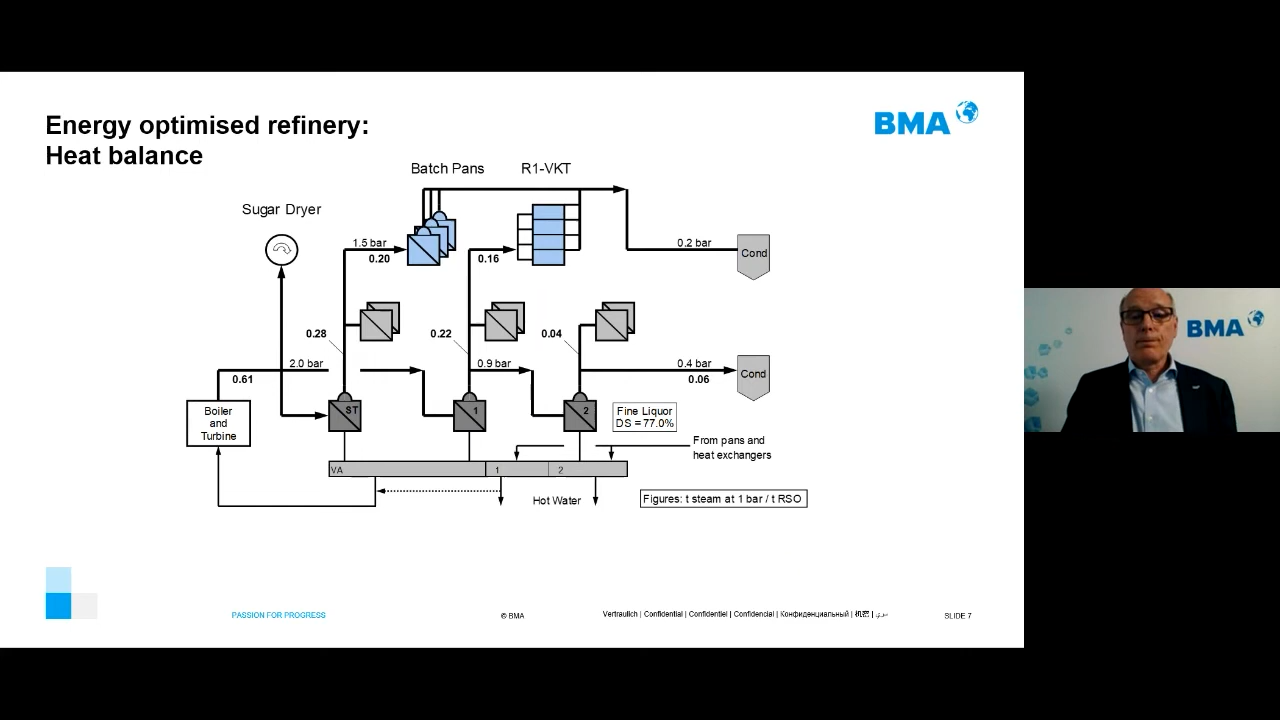 Energy optimised refinery:
Heat balance
BMA
Batch Pans
R1-VKT
Sugar Dryer
1.5 bar
0.20
0.16
0.2 bar
Cond
0.28
0.22
0.04
2.0 bar
0.9 bar
0.4 bar
0.61
0.06
Cond
Boiler
and
Turbine
ST
1
2
Fine Liquor
DS = 77.0%
From pans and
heat exchangers
VA
1
2
Hot Water
Figures: t steam at 1 bar / t RSO
PASSION FOR PROGRESS
© BMA
Vertraulich | Confidential | Confidentiel | Confidencial | Конфиденциальный | 机密 |
SLIDE 7
BMA